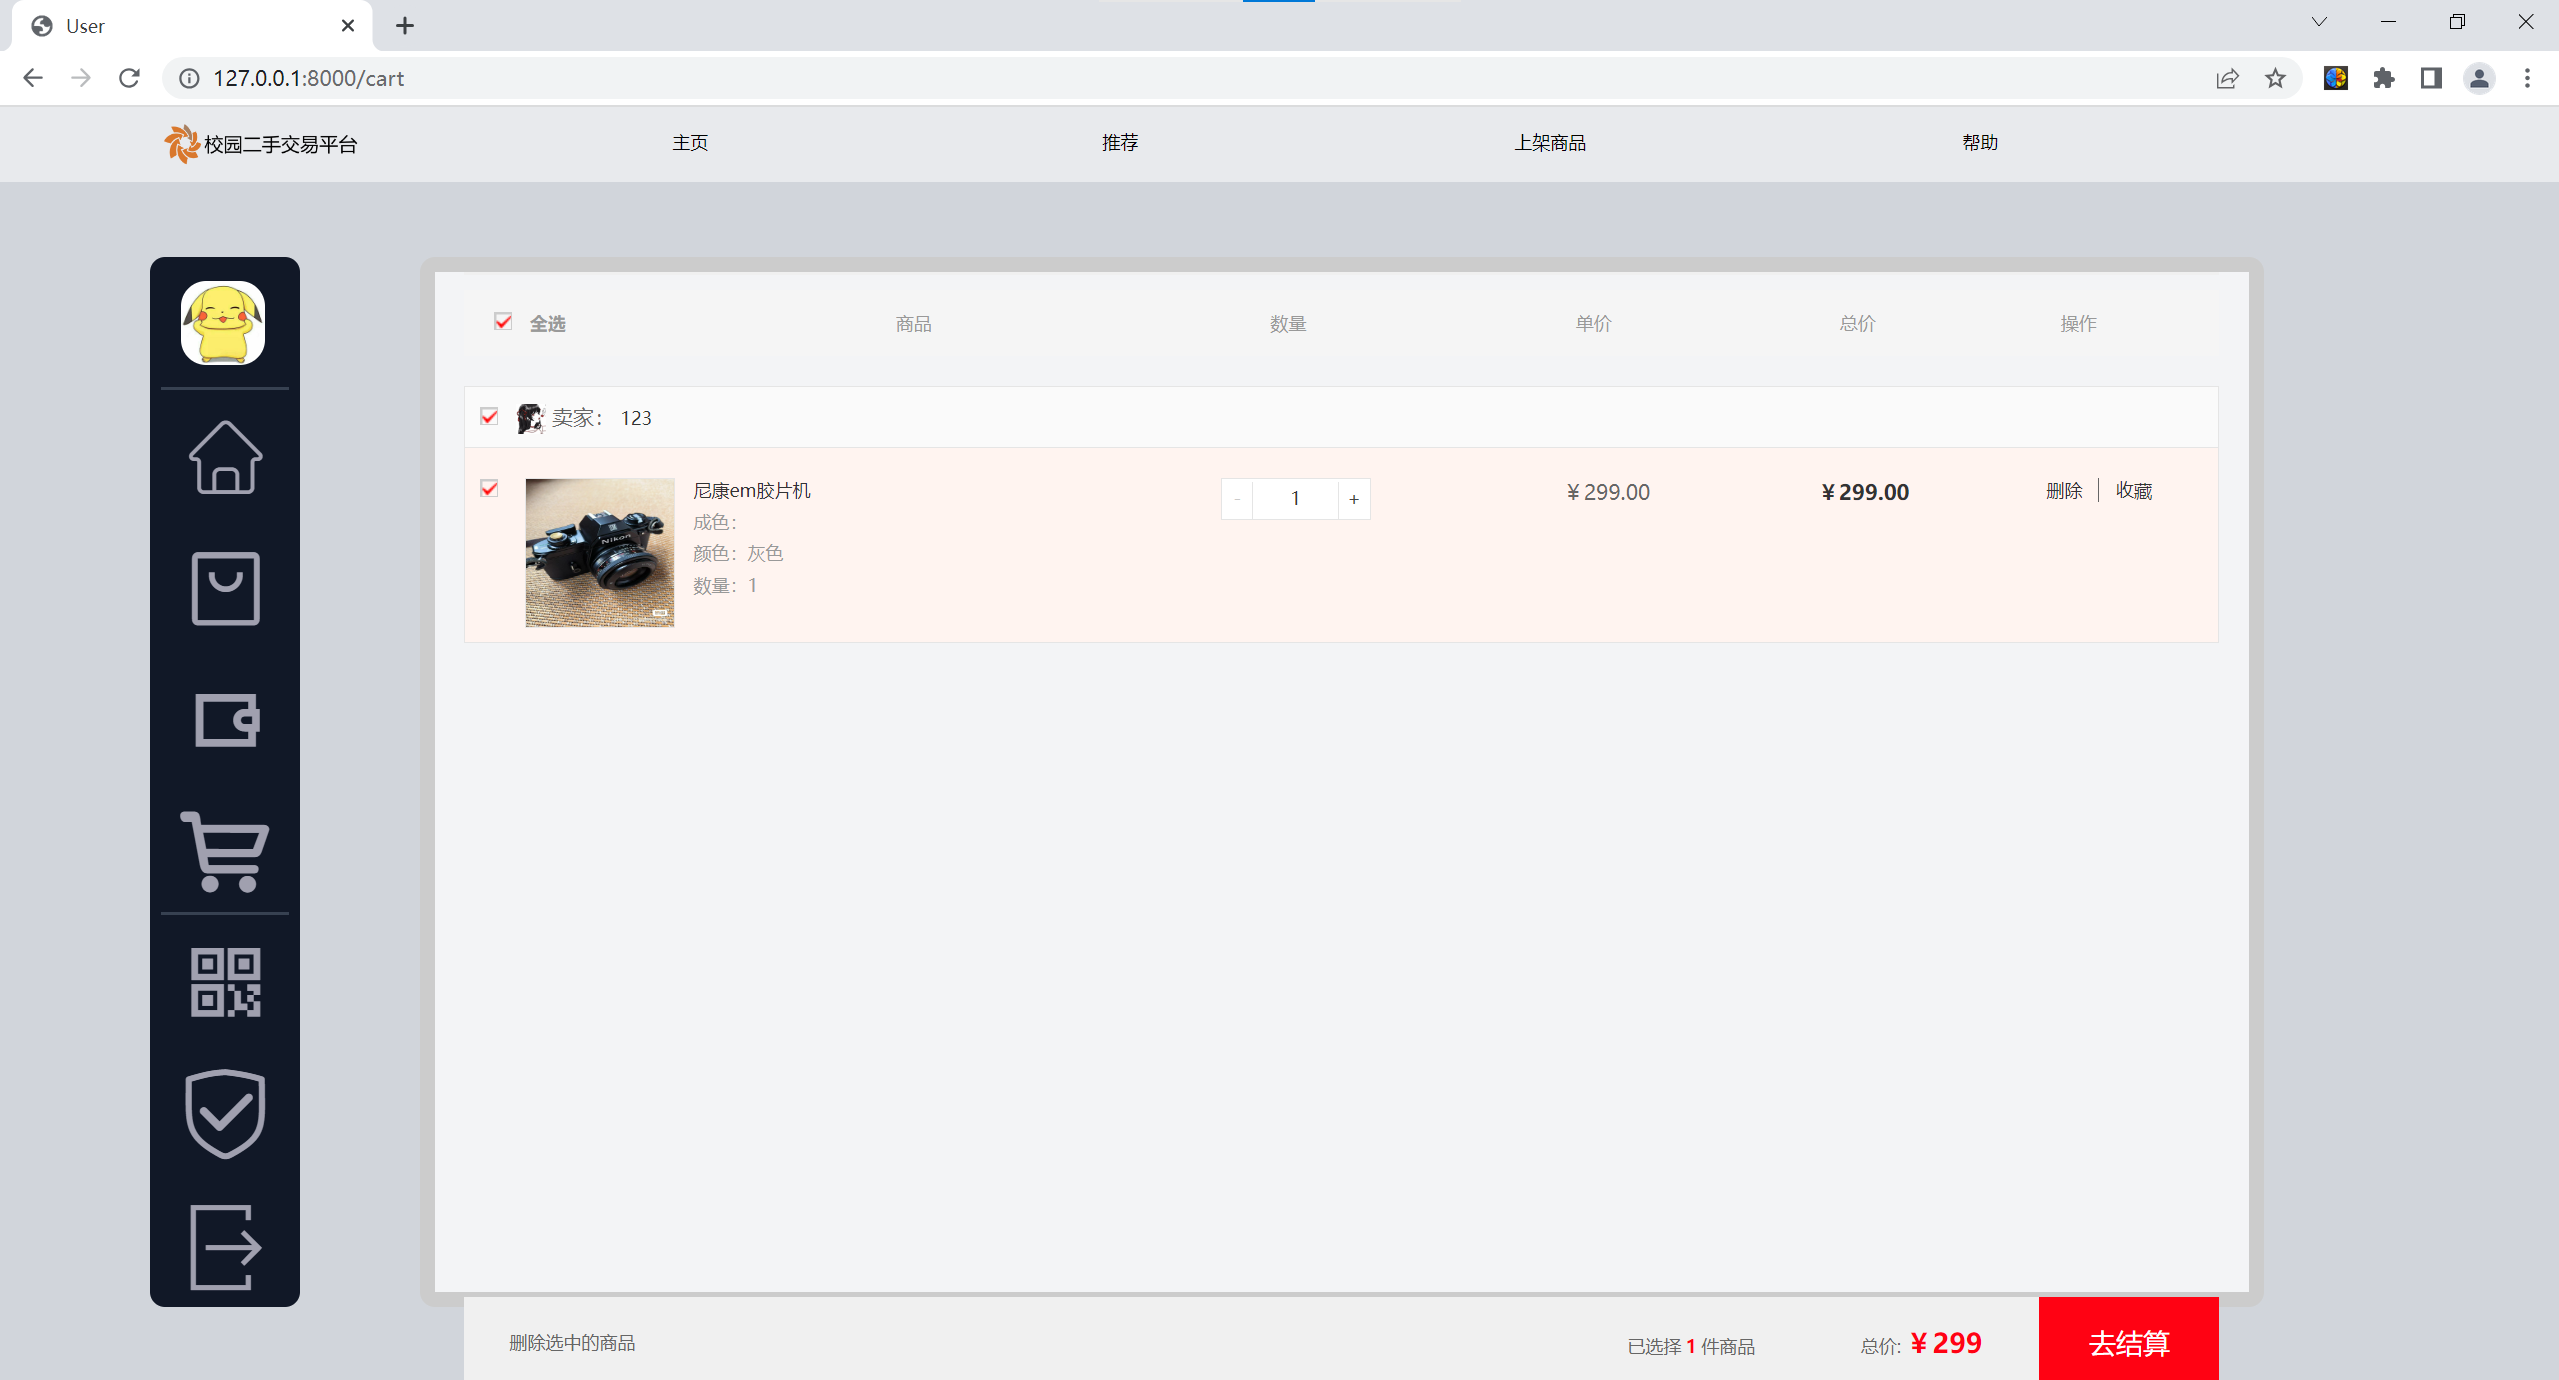 User
127.0.0.1:8000/cart
校园二手交易平台
主页
推荐
上架商品
帮助
全选
商品
数量
单价
总价
操作
卖家： 123
尼康em胶片机
成色：
颜色：灰色
数量：1
- 1 +
￥299.00
￥299.00
删除
收藏
Nikon
删除选中的商品
已选择 1 件商品
总价: ￥299
去结算